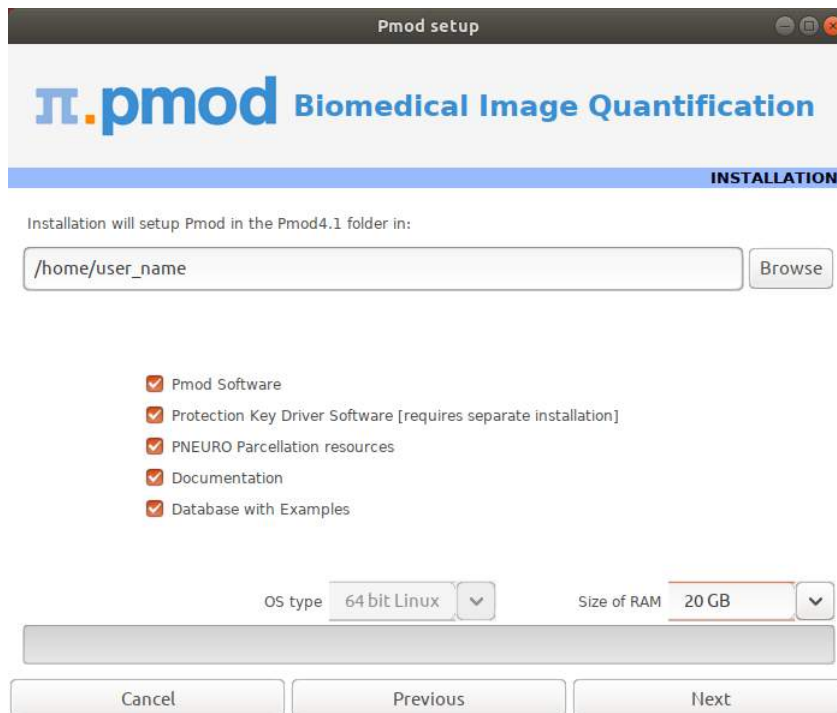 Pmod setup
π.pmod Biomedical Image Quantification
INSTALLATION
Installation will setup Pmod in the Pmod4.1 folder in:
/home/user_name Browse
Pmod Software
Protection Key Driver Software [requires separate installation]
PNEURO Parcellation resources
Documentation
Database with Examples
OS type 64 bit Linux Size of RAM 20 GB
Cancel Previous Next